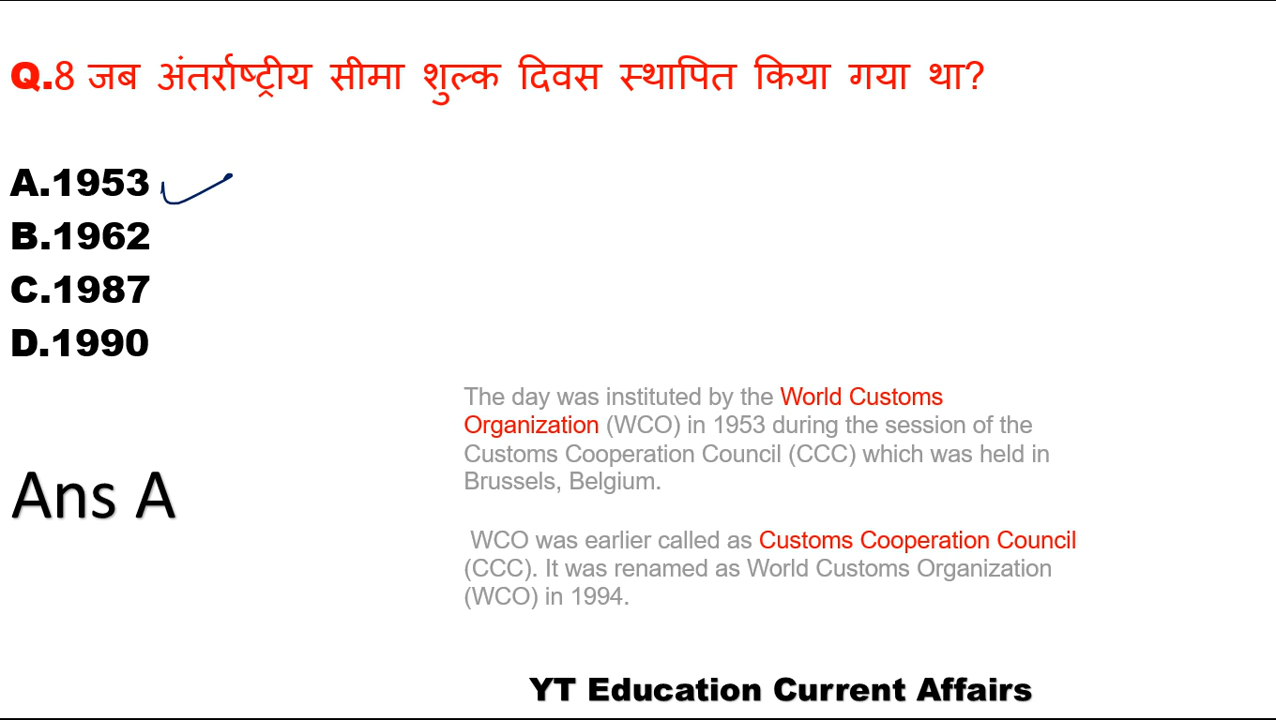 Q.8 जब अंतर्राष्ट्रीय सीमा शुल्क दिवस स्थापित किया गया था?
A.1953
B.1962
C.1987
D.1990
The day was instituted by the World Customs
Organization (WCO) in 1953 during the session of the
Customs Cooperation Council (CCC) which was held in
Brussels, Belgium.
Ans A
WCO was earlier called as Customs Cooperation Council
(CCC). It was renamed as World Customs Organization
(WCO) in 1994.
YT Education Current Affairs